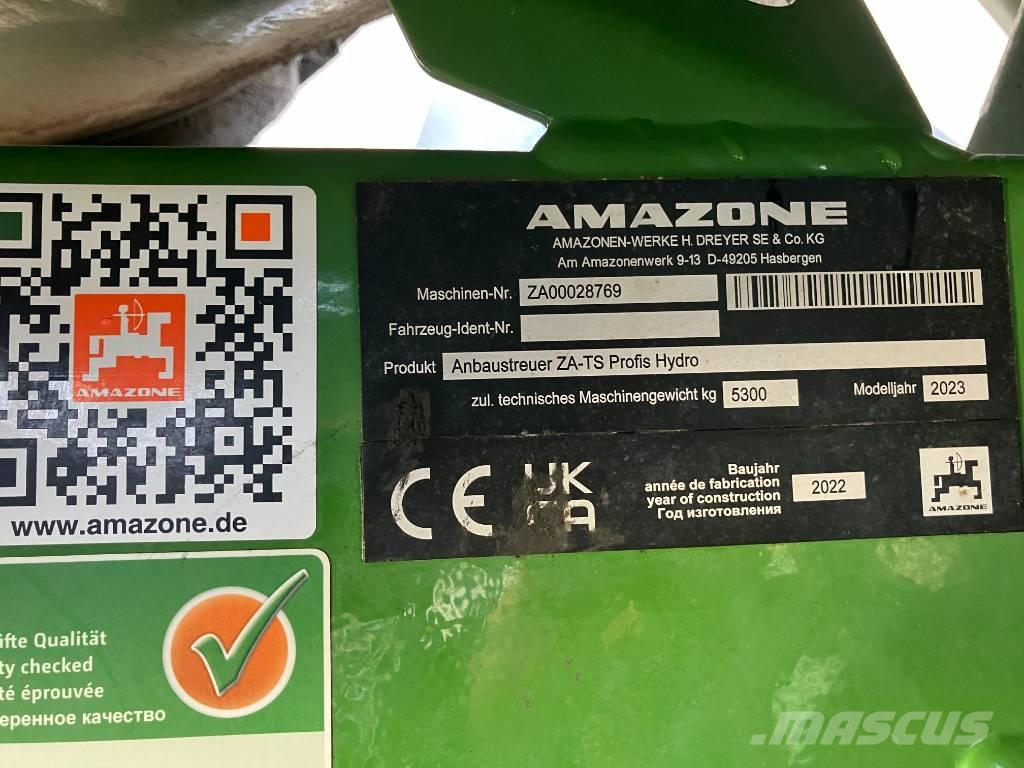 AMAZONE
www.amazone.de
üfte Qualität
ty checked
té éprouvée
еренное качество
AMAZONE
AMAZONEN-WERKE H. DREYER SE & Co. KG
Am Amazonenwerk 9-13 D-49205 Hasbergen
Maschinen-Nr. ZA00028769
Fahrzeug-Ident-Nr.
Produkt Anbaustreuer ZA-TS Profis Hydro
zul. technisches Maschinengewicht kg 5300 Modelljahr 2023
CE UK
CA
Baujahr
année de fabrication
year of construction
Год изготовления
2022
AMAZONE
MASCUS